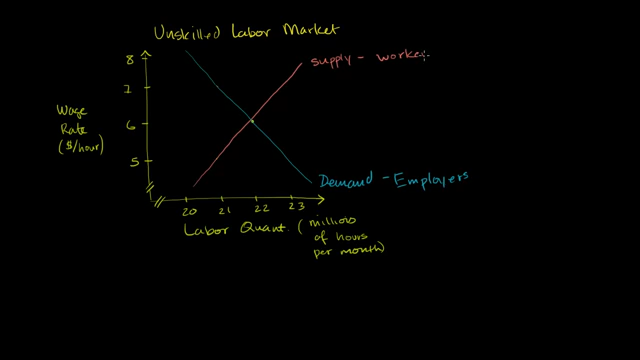 Unskilled Labor Market
8
7
6
5
Wage
Rate
($/hour)
supply - worke
Demand - Employers
20 21 22 23
Labor Quant. (millions
of hours
per month)